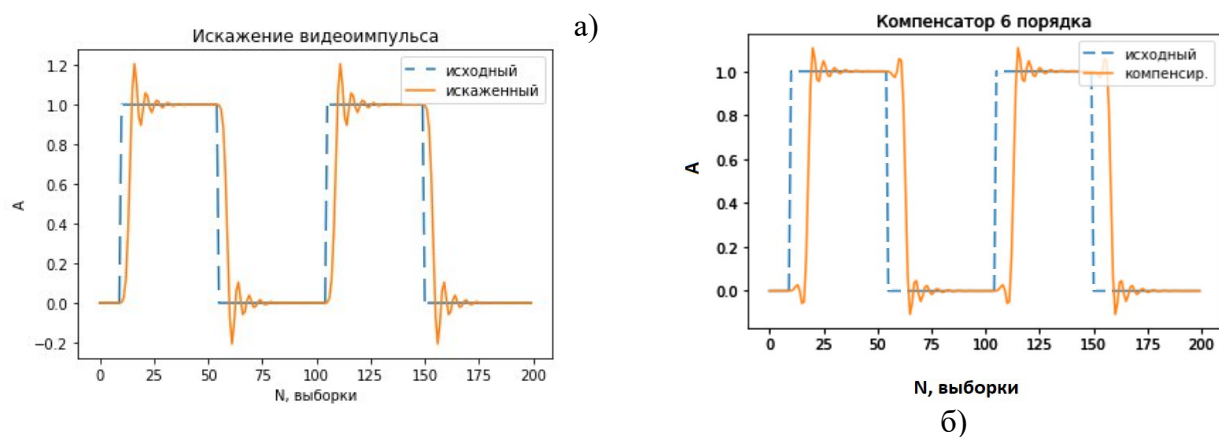 Искажение видеоимпульса
исходный
искаженный
A
1.2
1.0
0.8
0.6
0.4
0.2
0.0
−0.2
0 25 50 75 100 125 150 175 200
N, выборки
а)
Компенсатор 6 порядка
исходный
компенсир.
A
1.0
0.8
0.6
0.4
0.2
0.0
0 25 50 75 100 125 150 175 200
N, выборки
б)